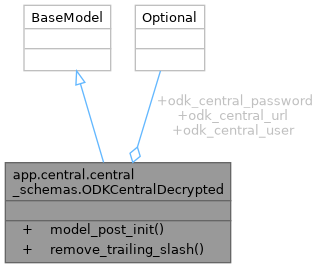 BaseModel
Optional
+odk_central_password
+odk_central_url
+odk_central_user
app.central.central
_schemas.ODKCentralDecrypted
+ model_post_init()
+ remove_trailing_slash()